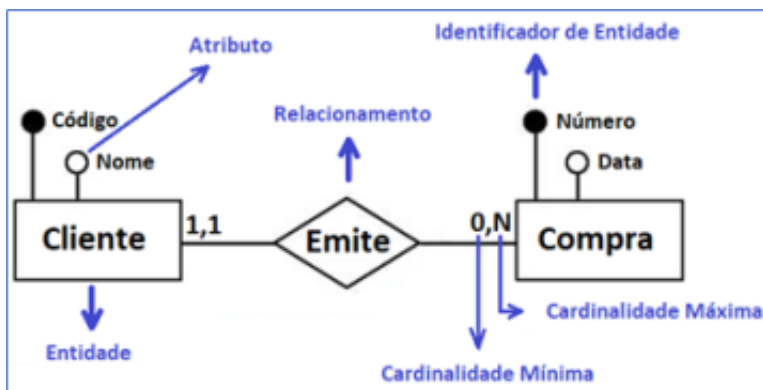 Atributo
Identificador de Entidade
Código
Relacionamento
Número
Nome
Data
Cliente
1,1
Emite
0,N
Compra
Cardinalidade Máxima
Entidade
Cardinalidade Mínima